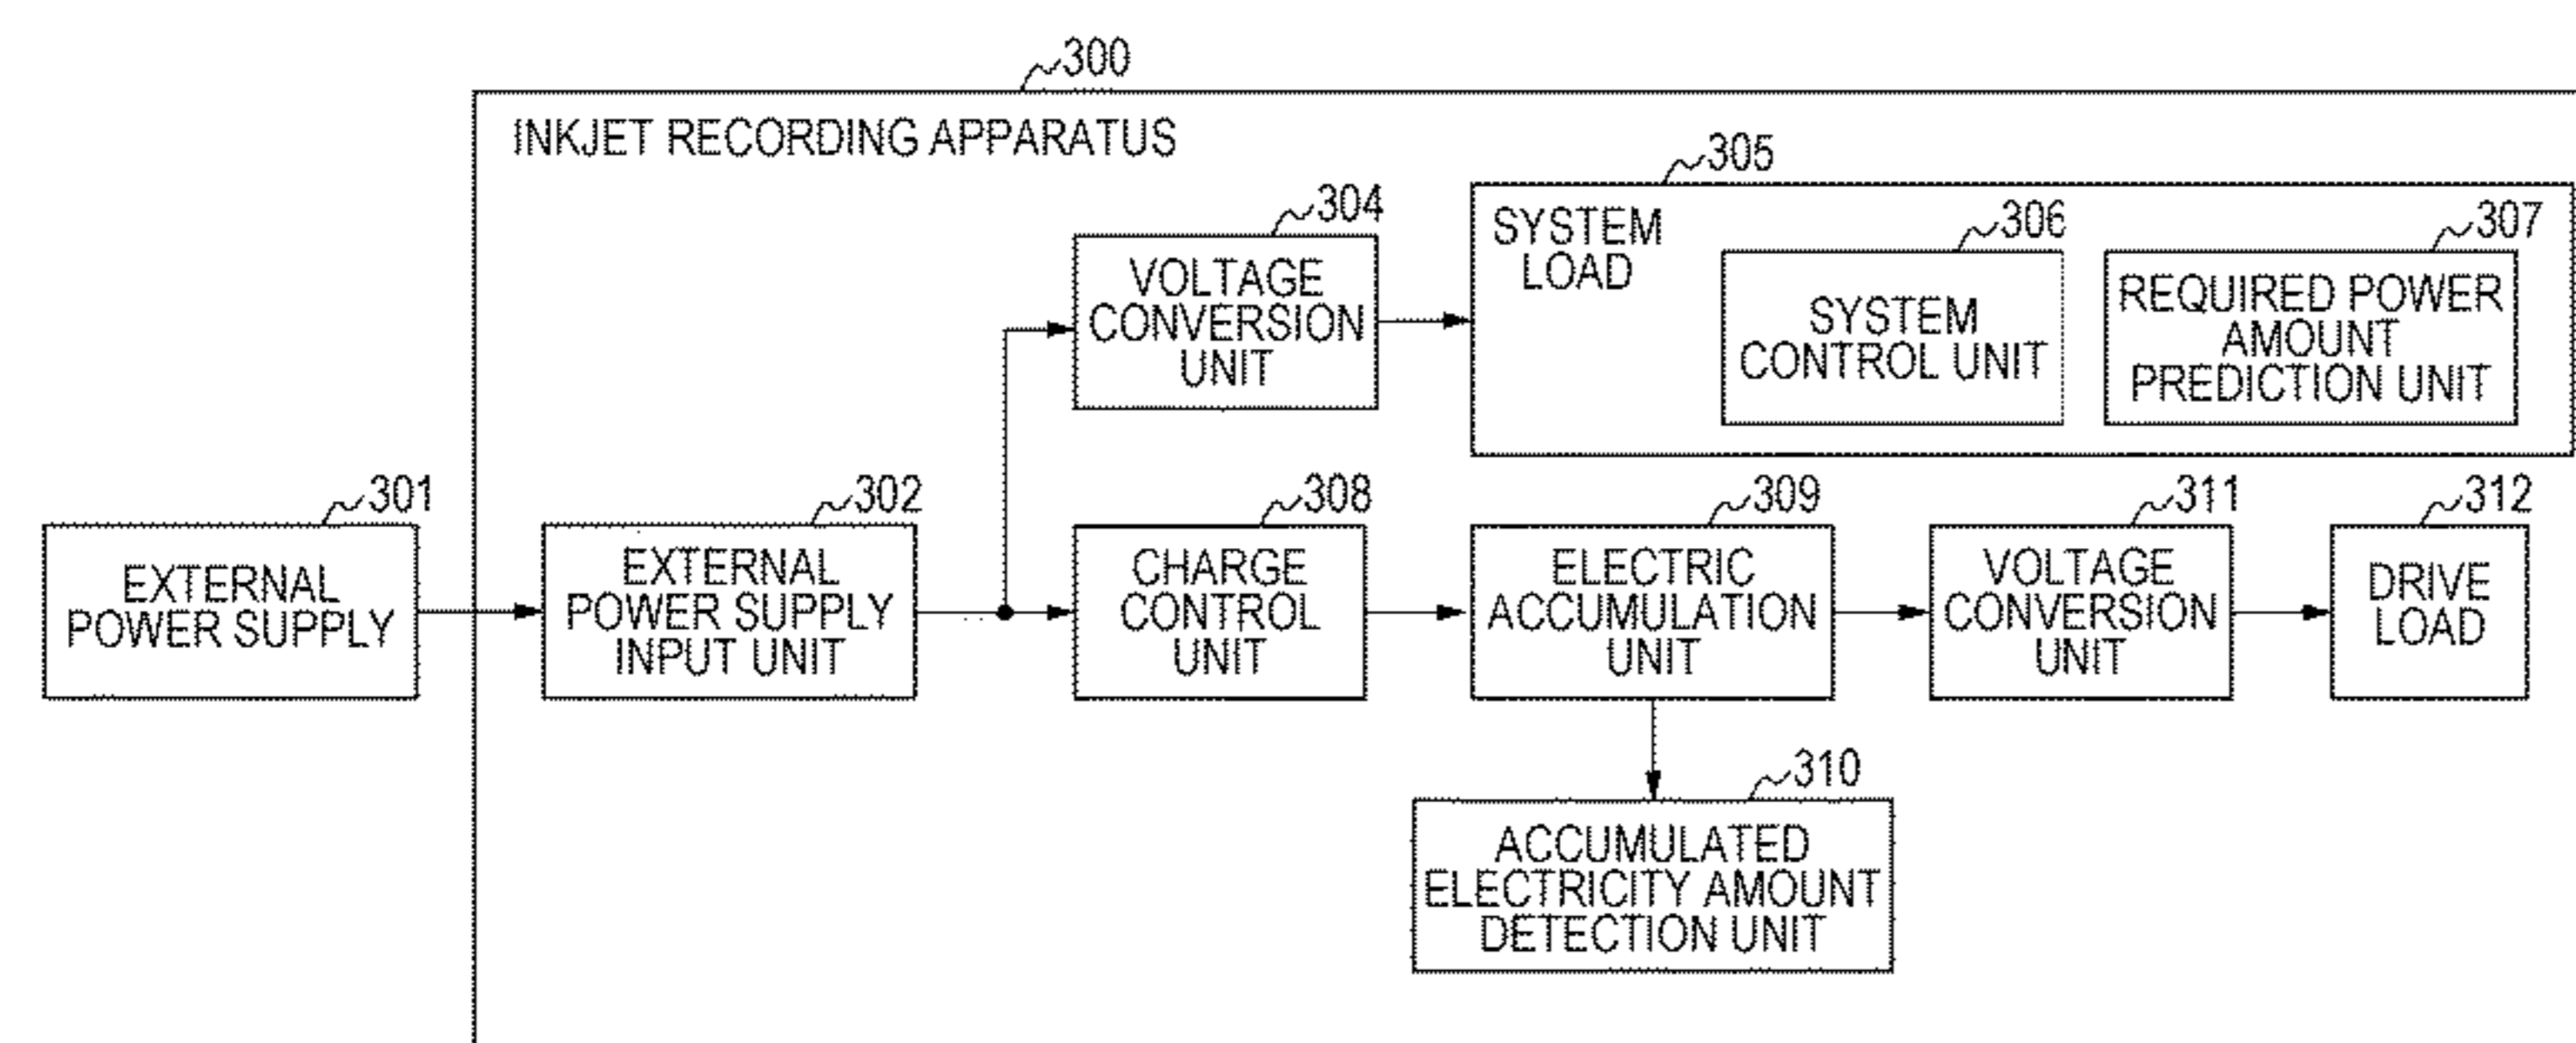 300
INKJET RECORDING APPARATUS
305
304
SYSTEM
LOAD
306
307
VOLTAGE
CONVERSION
UNIT
SYSTEM
CONTROL UNIT
REQUIRED POWER
AMOUNT
PREDICTION UNIT
301
302
308
309
311
312
EXTERNAL
POWER SUPPLY
EXTERNAL
POWER SUPPLY
INPUT UNIT
CHARGE
CONTROL
UNIT
ELECTRIC
ACCUMULATION
UNIT
VOLTAGE
CONVERSION
UNIT
DRIVE
LOAD
310
ACCUMULATED
ELECTRICITY AMOUNT
DETECTION UNIT